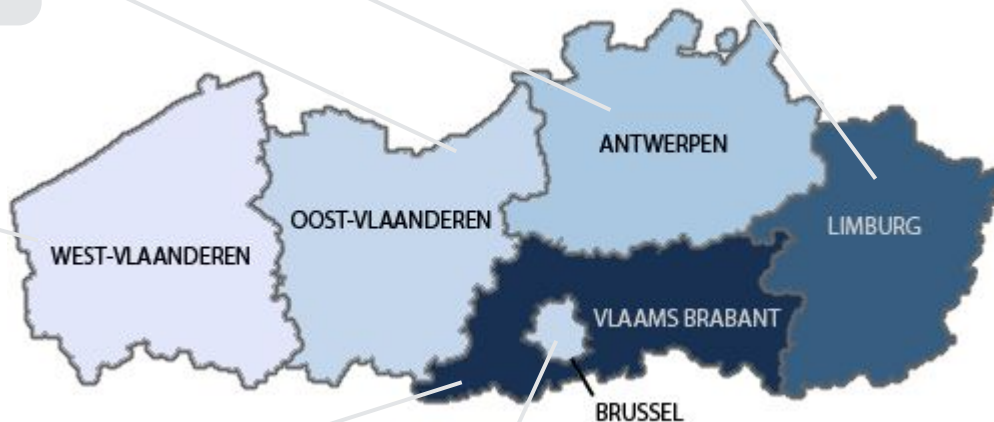 ANTWERPEN
OOST-VLAANDEREN
LIMBURG
WEST-VLAANDEREN
VLAAMS BRABANT
BRUSSEL